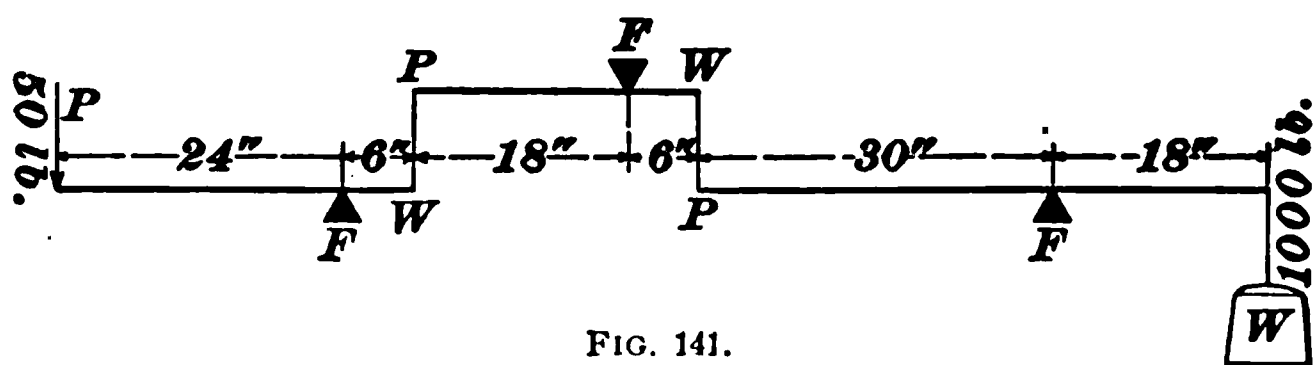 F
P W
50 lb. P
24" 6" 18" 6" 30" 18"
1000 lb.
F W P F
W
FIG. 141.